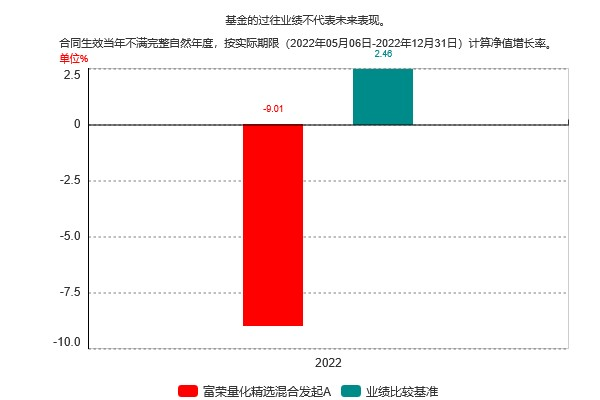 基金的过往业绩不代表未来表现。
合同生效当年不满完整自然年度，按实际期限（2022年05月06日-2022年12月31日）计算净值增长率。
单位%
2.46
2.5
-9.01
0
-2.5
-5.0
-7.5
-10.0
2022
富荣量化精选混合发起A 业绩比较基准